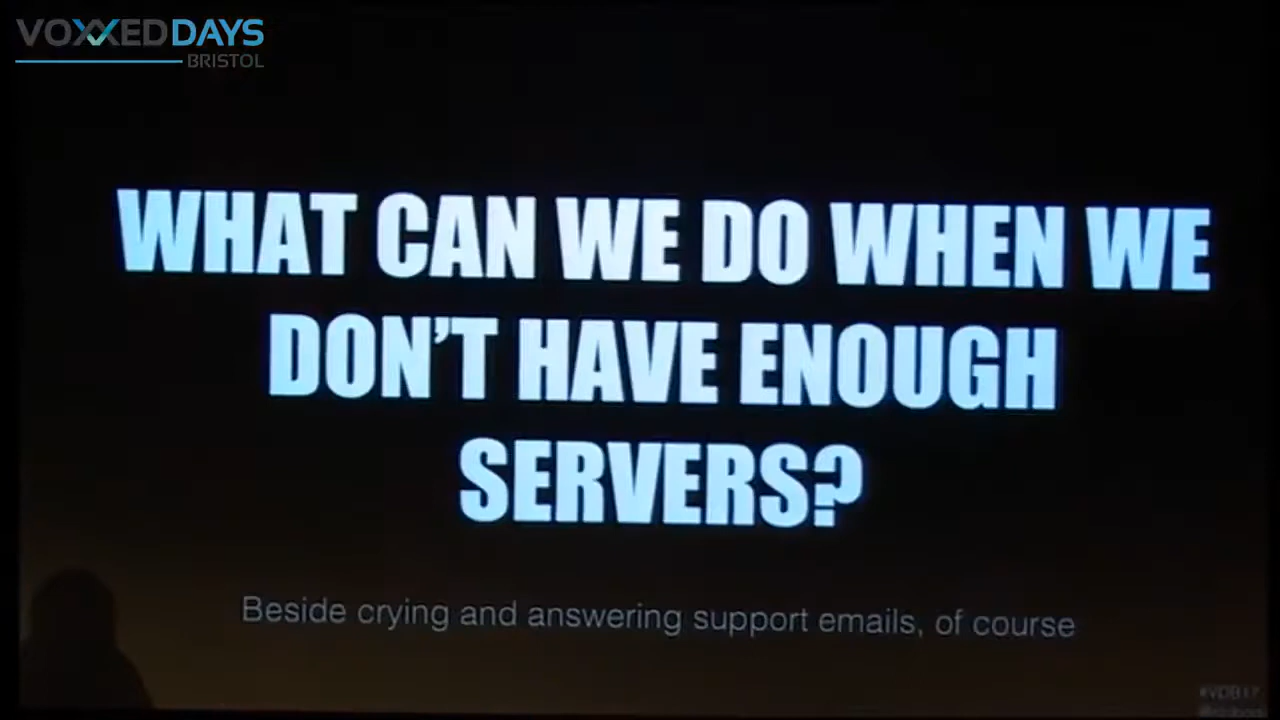 VOXXEDDAYS
BRISTOL
WHAT CAN WE DO WHEN WE
DON'T HAVE ENOUGH
SERVERS?
Beside crying and answering support emails, of course
#VDB17